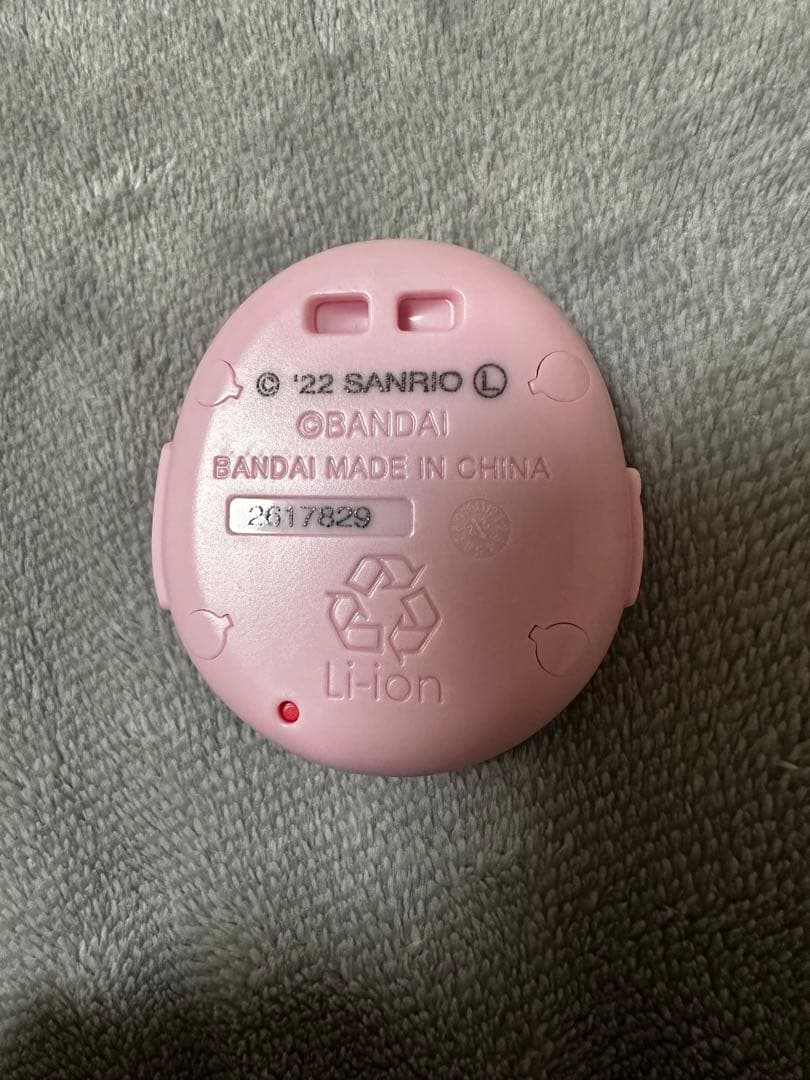 © '22 SANRIO Ⓛ
©BANDAI
BANDAI MADE IN CHINA
2617829
Li-ion